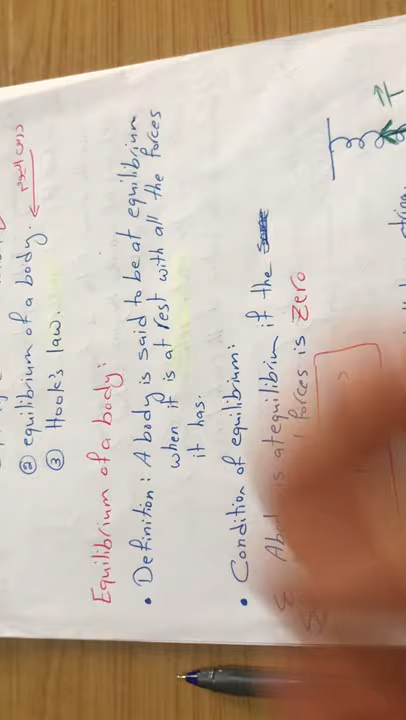 ② equilibrium of a body. درس اليوم
③ Hook's law.
Equilibrium of a body:
• Definition: A body is said to be at equilibrium
when it is at rest with all the forces
it has.
• Condition of equilibrium:
is at equilibrim if the
forces is zero
T